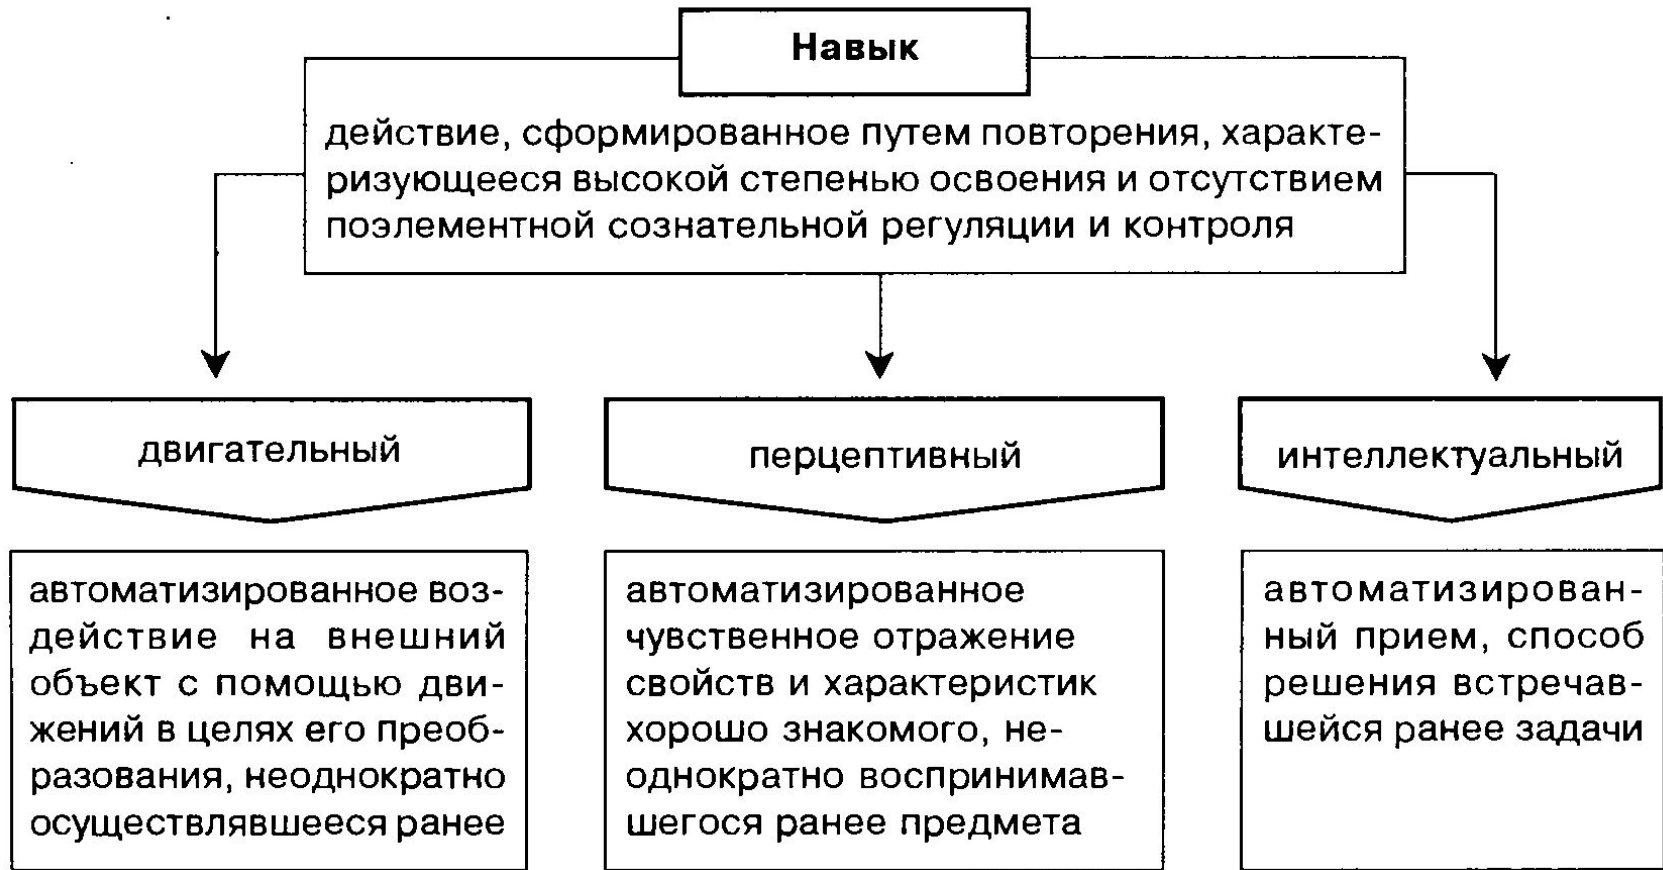 Навык
действие, сформированное путем повторения, характе-
ризующееся высокой степенью освоения и отсутствием
поэлементной сознательной регуляции и контроля
двигательный
перцептивный
интеллектуальный
автоматизированное воз-
действие на внешний
объект с помощью дви-
жений в целях его преоб-
разования, неоднократно
осуществлявшееся ранее
автоматизированное
чувственное отражение
свойств и характеристик
хорошо знакомого, не-
однократно воспринимав-
шегося ранее предмета
автоматизирован-
ный прием, способ
решения встречав-
шейся ранее задачи